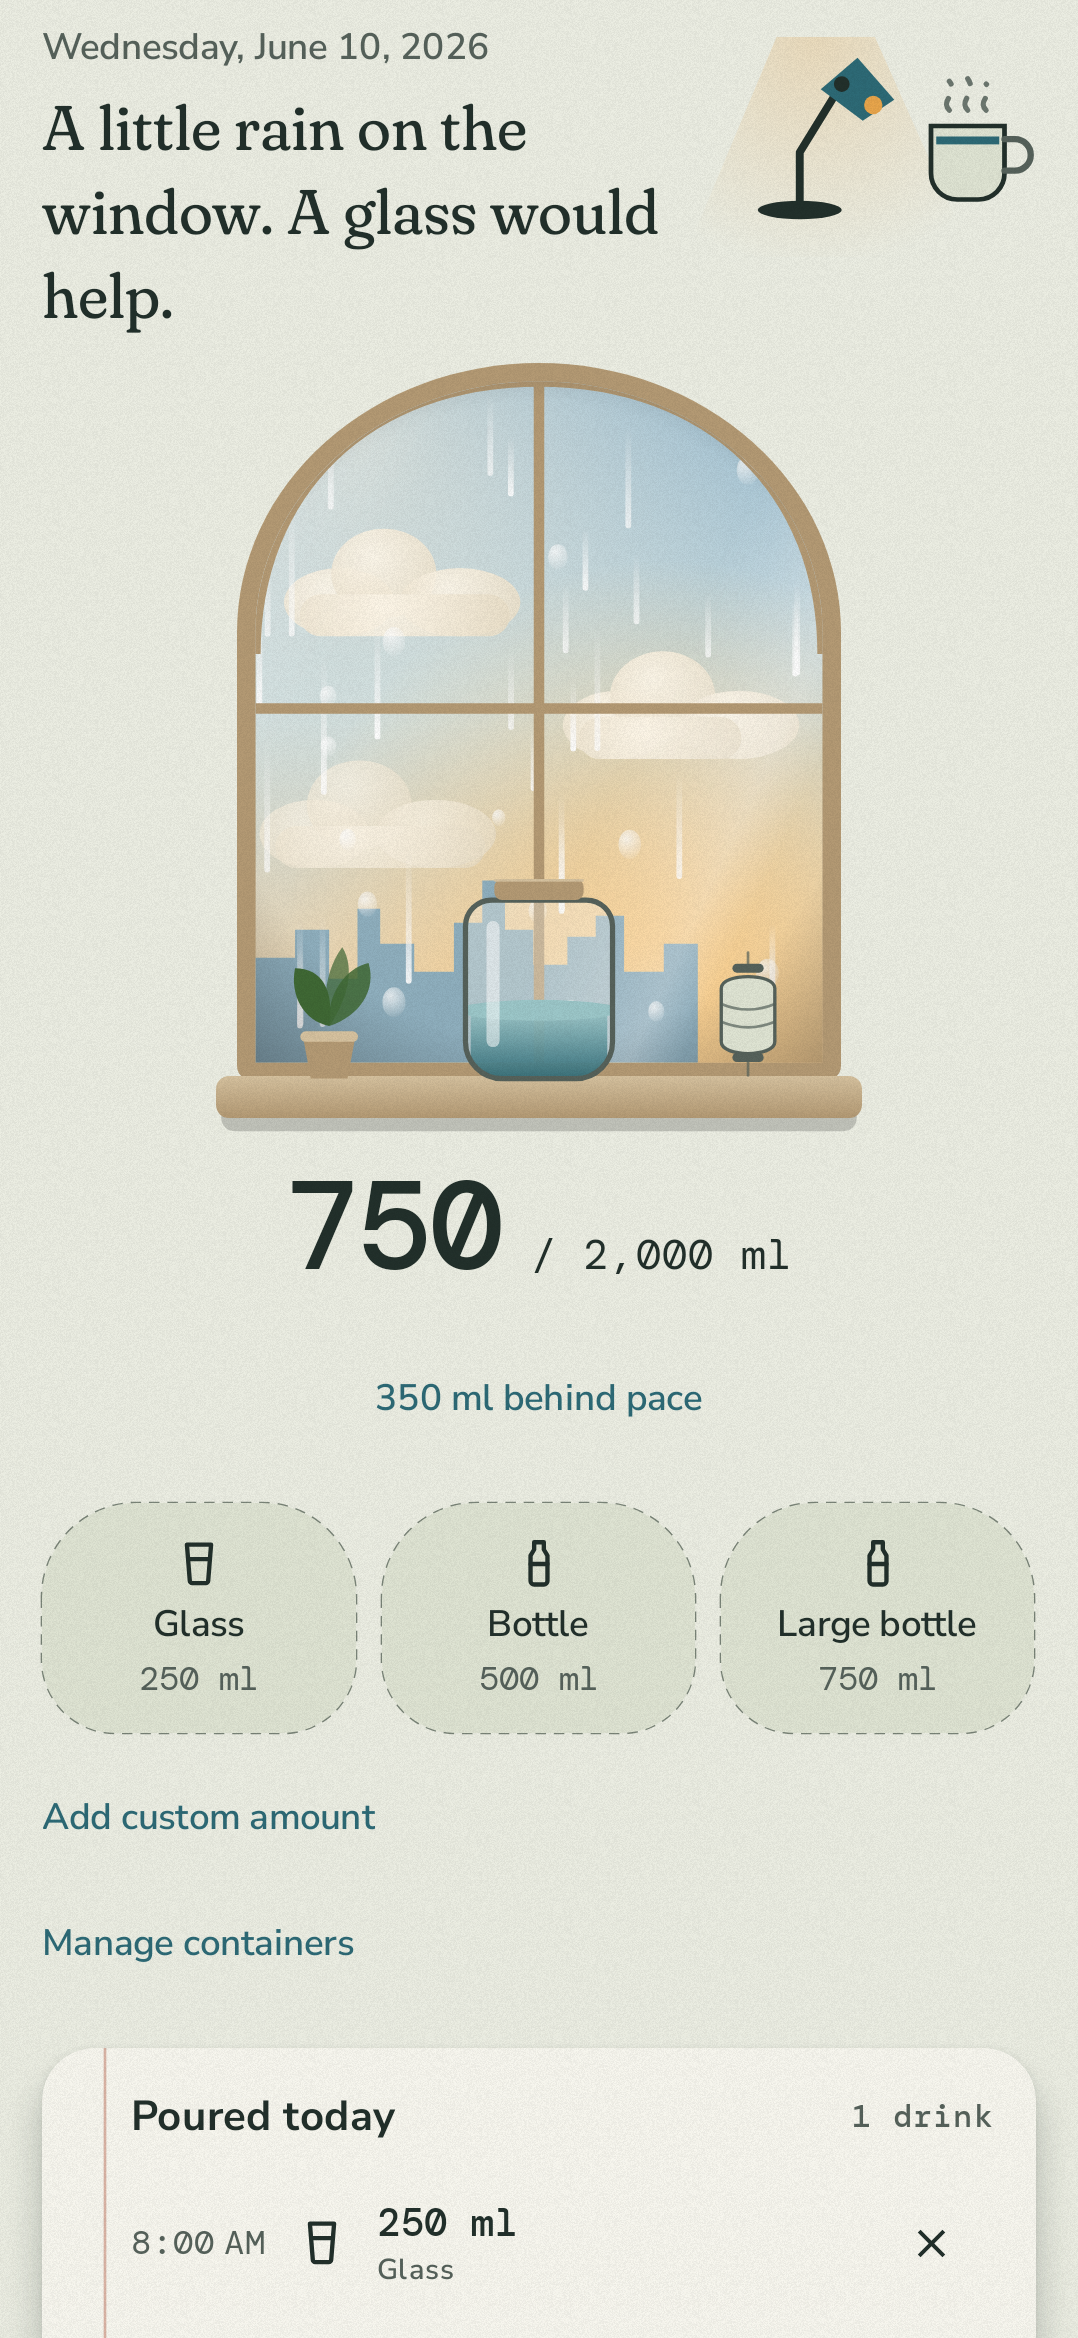 Wednesday, June 10, 2026
A little rain on the
window. A glass would
help.
750 / 2,000 ml
350 ml behind pace
Glass
250 ml
Bottle
500 ml
Large bottle
750 ml
Add custom amount
Manage containers
Poured today
1 drink
8:00 AM
250 ml
Glass